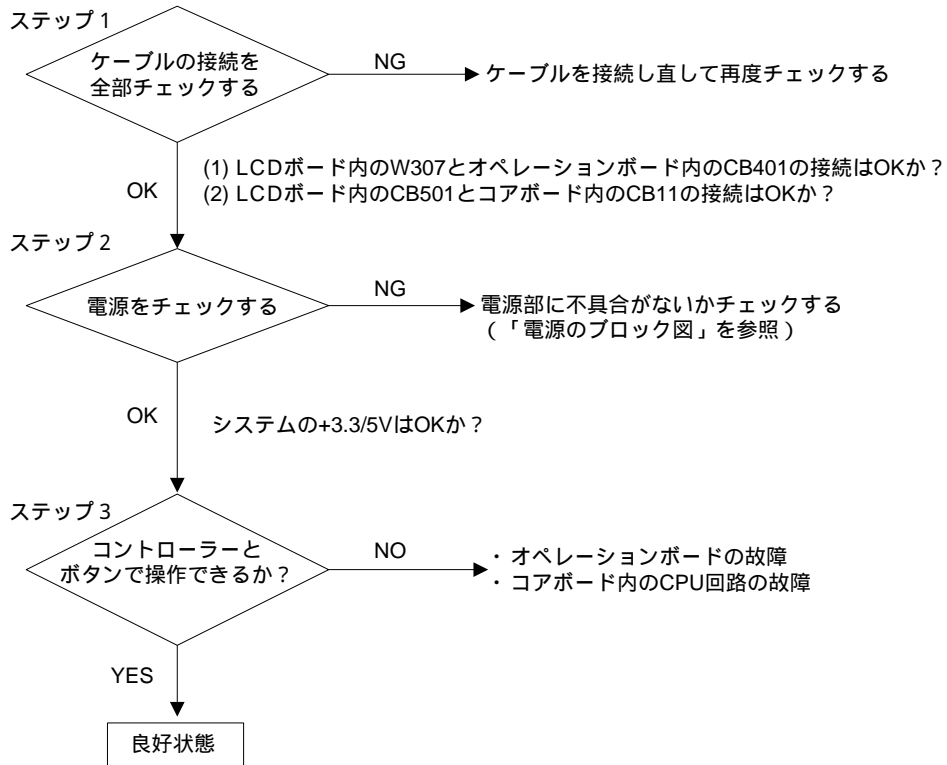 ステップ 1
ケーブルの接続を
全部チェックする
NG
ケーブルを接続し直して再度チェックする
OK
(1) LCDボード内のW307とオペレーションボード内のCB401の接続はOKか？
(2) LCDボード内のCB501とコアボード内のCB11の接続はOKか？
ステップ 2
電源をチェックする
NG
電源部に不具合がないかチェックする
（「電源のブロック図」を参照）
OK
システムの+3.3/5VはOKか？
ステップ 3
コントローラーと
ボタンで操作できるか？
NO
・ オペレーションボードの故障
・ コアボード内のCPU回路の故障
YES
良好状態